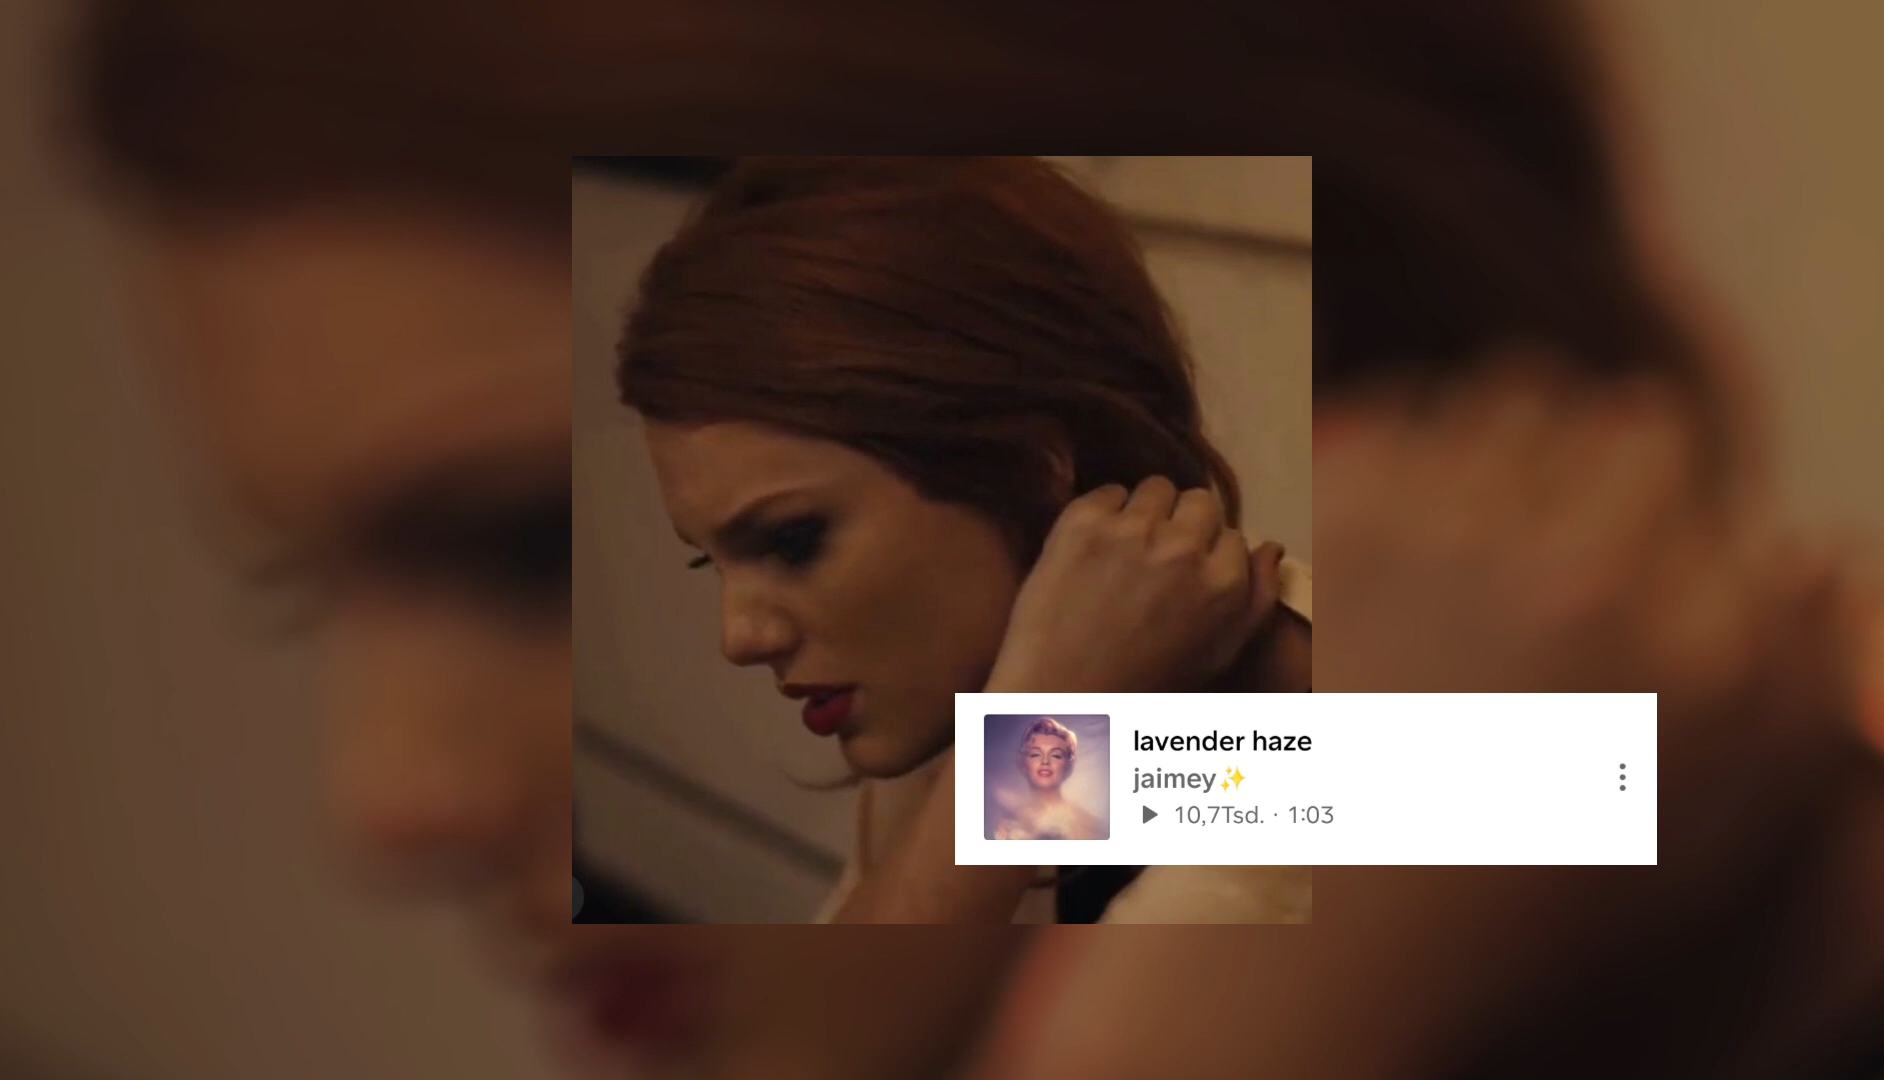 lavender haze
jaimey✨
10,7Tsd. · 1:03